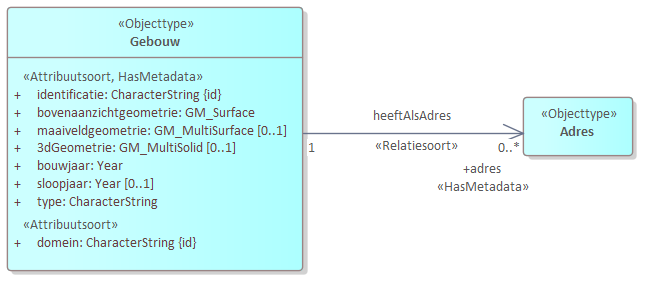 «Objecttype»
Gebouw
«Attribuutsoort, HasMetadata»
+ identificatie: CharacterString {id}
+ bovenaanzichtgeometrie: GM_Surface
+ maaiveldgeometrie: GM_MultiSurface [0..1]
+ 3dGeometrie: GM_MultiSolid [0..1]
+ bouwjaar: Year
+ sloopjaar: Year [0..1]
+ type: CharacterString
«Attribuutsoort»
+ domein: CharacterString {id}
heeftAlsAdres
1 «Relatiesoort» 0..*
+adres
«HasMetadata»
«Objecttype»
Adres